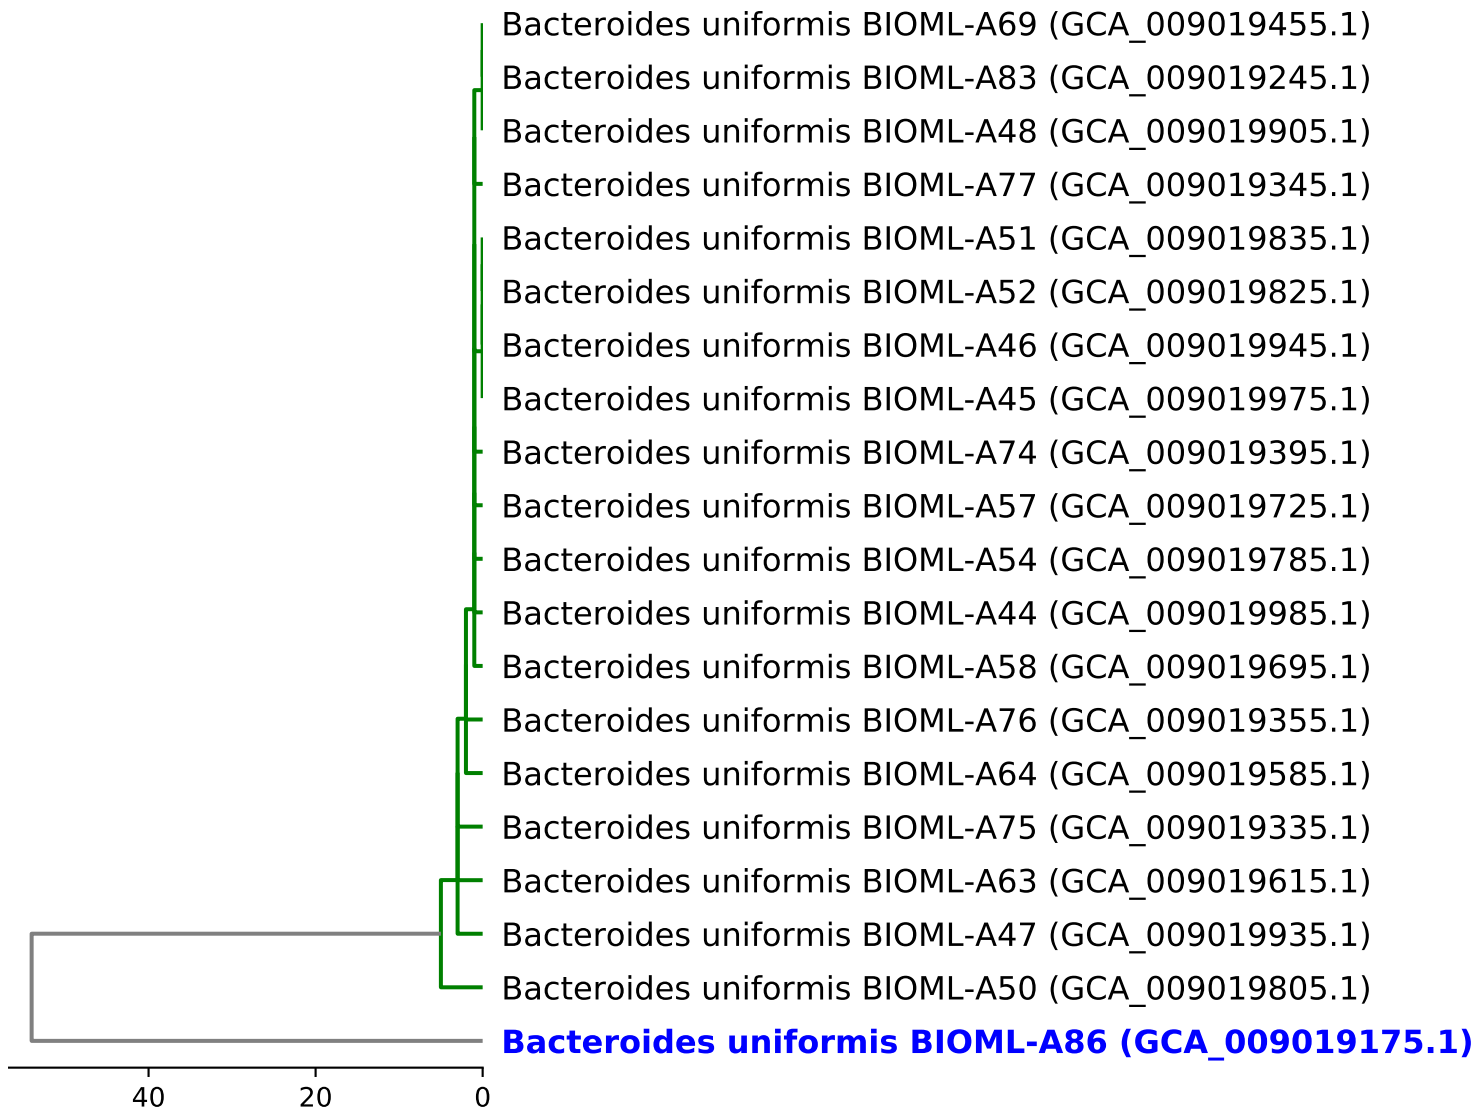 Bacteroides uniformis BIOML-A69 (GCA_009019455.1)
Bacteroides uniformis BIOML-A83 (GCA_009019245.1)
Bacteroides uniformis BIOML-A48 (GCA_009019905.1)
Bacteroides uniformis BIOML-A77 (GCA_009019345.1)
Bacteroides uniformis BIOML-A51 (GCA_009019835.1)
Bacteroides uniformis BIOML-A52 (GCA_009019825.1)
Bacteroides uniformis BIOML-A46 (GCA_009019945.1)
Bacteroides uniformis BIOML-A45 (GCA_009019975.1)
Bacteroides uniformis BIOML-A74 (GCA_009019395.1)
Bacteroides uniformis BIOML-A57 (GCA_009019725.1)
Bacteroides uniformis BIOML-A54 (GCA_009019785.1)
Bacteroides uniformis BIOML-A44 (GCA_009019985.1)
Bacteroides uniformis BIOML-A58 (GCA_009019695.1)
Bacteroides uniformis BIOML-A76 (GCA_009019355.1)
Bacteroides uniformis BIOML-A64 (GCA_009019585.1)
Bacteroides uniformis BIOML-A75 (GCA_009019335.1)
Bacteroides uniformis BIOML-A63 (GCA_009019615.1)
Bacteroides uniformis BIOML-A47 (GCA_009019935.1)
Bacteroides uniformis BIOML-A50 (GCA_009019805.1)
Bacteroides uniformis BIOML-A86 (GCA_009019175.1)
40 20 0